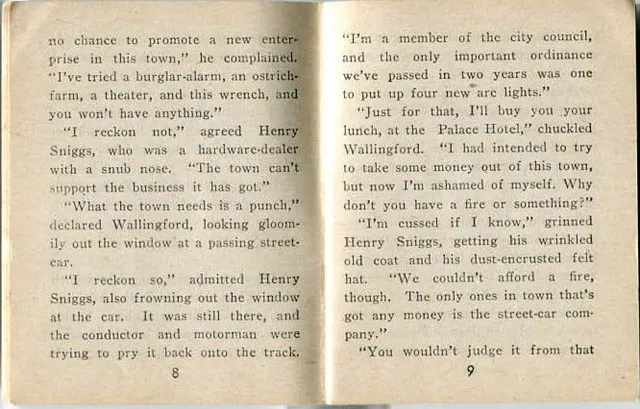 no chance to promote a new enter-
prise in this town," he complained.
"I've tried a burglar-alarm, an ostrich-
farm, a theater, and this wrench, and
you won't have anything."
"I reckon not," agreed Henry
Sniggs, who was a hardware-dealer
with a snub nose. "The town can't
support the business it has got."
"What the town needs is a punch,"
declared Wallingford, looking gloom-
ily out the window at a passing street-
car.
"I reckon so," admitted Henry
Sniggs, also frowning out the window
at the car. It was still there, and
the conductor and motorman were
trying to pry it back onto the track.
8
"I'm a member of the city council,
and the only important ordinance
we've passed in two years was one
to put up four new arc lights."
"Just for that, I'll buy you your
lunch, at the Palace Hotel," chuckled
Wallingford. "I had intended to try
to take some money out of this town,
but now I'm ashamed of myself. Why
don't you have a fire or something?"
"I'm cussed if I know," grinned
Henry Sniggs, getting his wrinkled
old coat and his dust-encrusted felt
hat. "We couldn't afford a fire,
though. The only ones in town that's
got any money is the street-car com-
pany."
"You wouldn't judge it from that
9